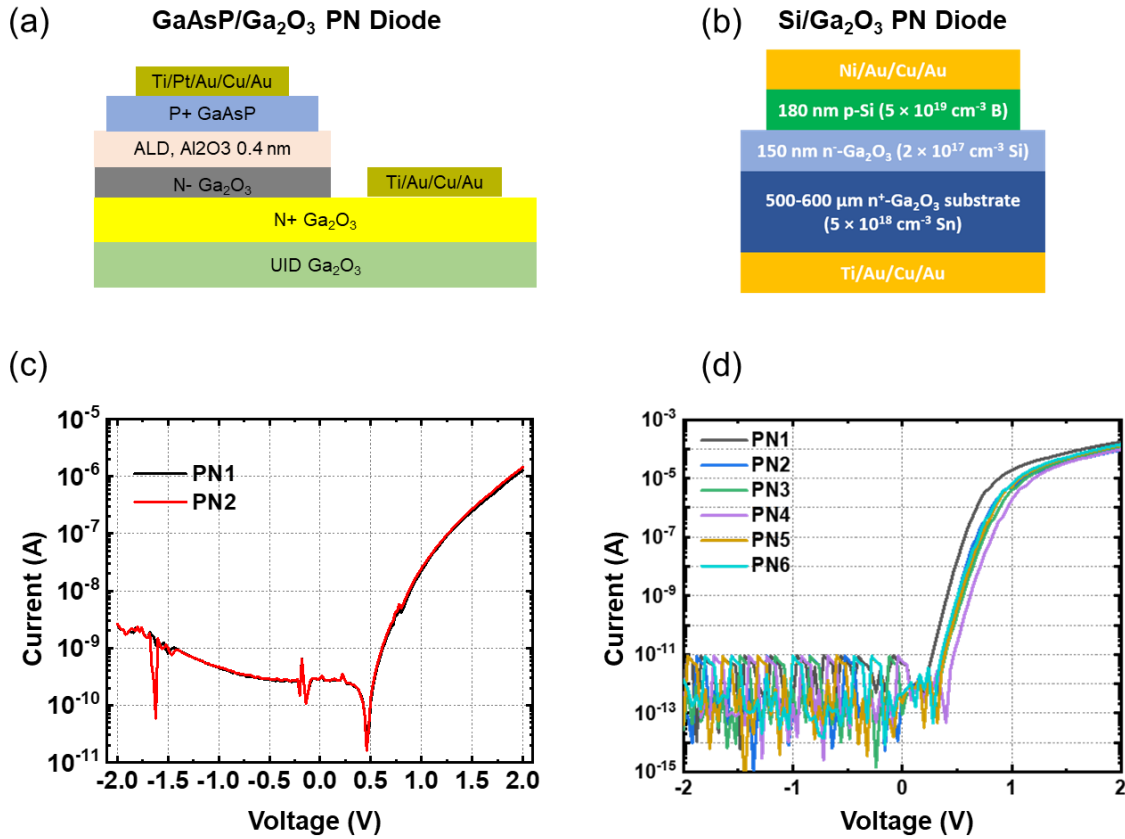 (a)
GaAsP/Ga₂O₃ PN Diode
Ti/Pt/Au/Cu/Au
P+ GaAsP
ALD, Al2O3 0.4 nm
N- Ga₂O₃
Ti/Au/Cu/Au
N+ Ga₂O₃
UID Ga₂O₃
(b)
Si/Ga₂O₃ PN Diode
Ni/Au/Cu/Au
180 nm p-Si (5 × 10¹⁹ cm⁻³ B)
150 nm n⁻-Ga₂O₃ (2 × 10¹⁷ cm⁻³ Si)
500-600 µm n⁺-Ga₂O₃ substrate
(5 × 10¹⁸ cm⁻³ Sn)
Ti/Au/Cu/Au
(c)
Current (A)
10⁻⁵
10⁻⁶
10⁻⁷
10⁻⁸
10⁻⁹
10⁻¹⁰
10⁻¹¹
PN1
PN2
-2.0 -1.5 -1.0 -0.5 0.0 0.5 1.0 1.5 2.0
Voltage (V)
(d)
Current (A)
10⁻³
10⁻⁵
10⁻⁷
10⁻⁹
10⁻¹¹
10⁻¹³
10⁻¹⁵
PN1
PN2
PN3
PN4
PN5
PN6
-2 -1 0 1 2
Voltage (V)